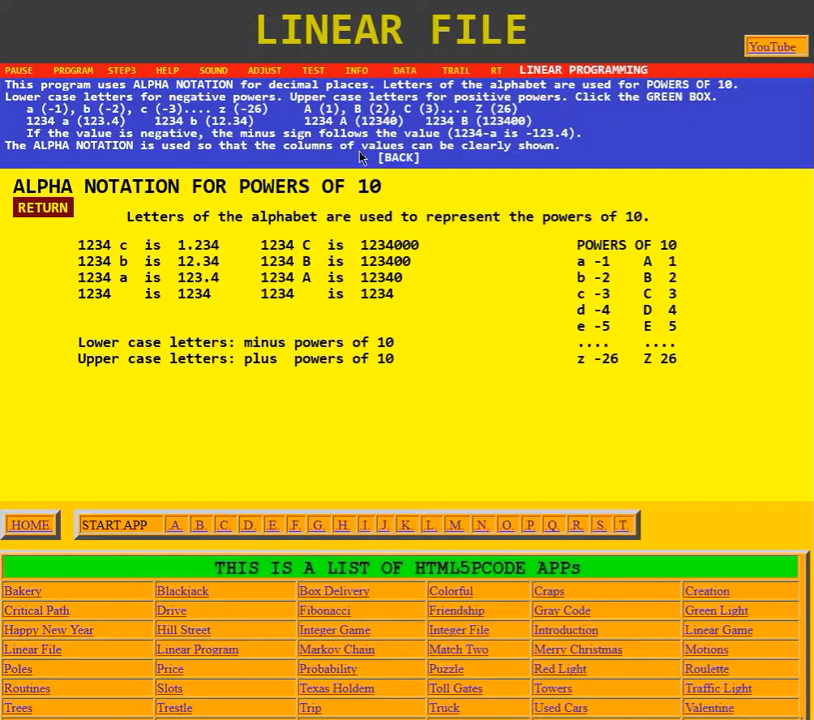 LINEAR FILE
YouTube
PAUSE PROGRAM STEP3 HELP SOUND ADJUST TEST INFO DATA TRAIL RT LINEAR PROGRAMMING
This program uses ALPHA NOTATION for decimal places. Letters of the alphabet are used for POWERS OF 10.
Lower case letters for negative powers. Upper case letters for positive powers. Click the GREEN BOX.
a (-1), b (-2), c (-3).... z (-26) A (1), B (2), C (3).... Z (26)
1234 a (123.4) 1234 b (12.34) 1234 A (12340) 1234 B (123400)
If the value is negative, the minus sign follows the value (1234-a is -123.4).
The ALPHA NOTATION is used so that the columns of values can be clearly shown.
[BACK]
ALPHA NOTATION FOR POWERS OF 10
RETURN
Letters of the alphabet are used to represent the powers of 10.
1234 c is 1.234 1234 C is 1234000 POWERS OF 10
1234 b is 12.34 1234 B is 123400 a -1 A 1
1234 a is 123.4 1234 A is 12340 b -2 B 2
1234 is 1234 1234 is 1234 c -3 C 3
d -4 D 4
e -5 E 5
Lower case letters: minus powers of 10 .... ....
Upper case letters: plus powers of 10 z -26 Z 26
HOME START.APP A. B. C. D. E. F. G. H. I. J. K. L. M. N. O. P. Q. R. S. T.
THIS IS A LIST OF HTML5PCODE APPs
Bakery Blackjack Box Delivery Colorful Craps Creation
Critical Path Drive Fibonacci Friendship Gray Code Green Light
Happy New Year Hill Street Integer Game Integer File Introduction Linear Game
Linear File Linear Program Markov Chain Match Two Merry Christmas Motions
Poles Price Probability Puzzle Red Light Roulette
Routines Slots Texas Holdem Toll Gates Towers Traffic Light
Trees Trestle Trip Truck Used Cars Valentine